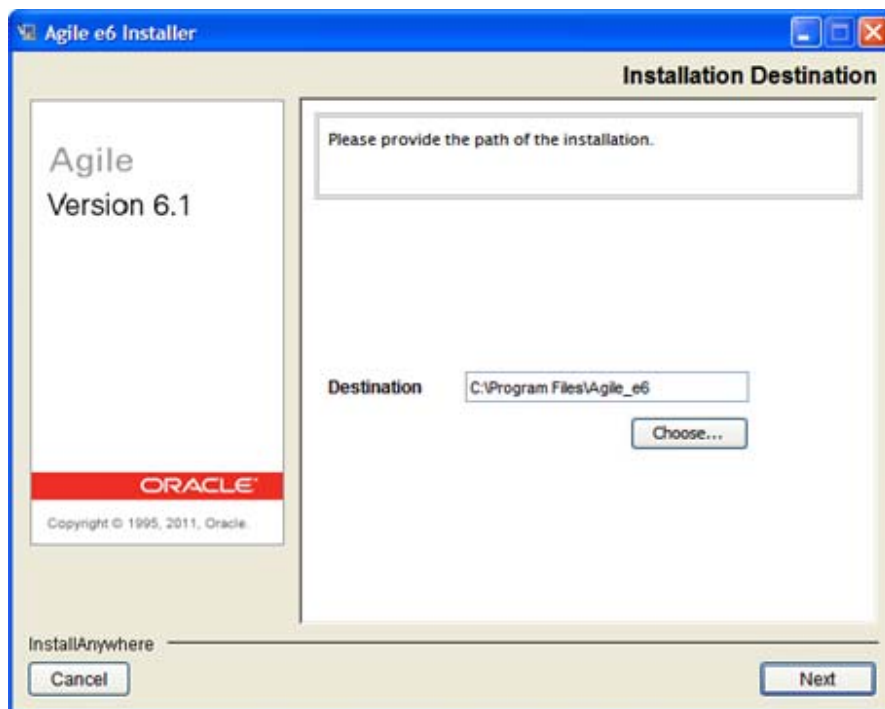 Agile e6 Installer
Installation Destination
Agile
Version 6.1
ORACLE
Copyright © 1995, 2011, Oracle.
Please provide the path of the installation.
Destination C:\Program Files\Agile_e6
Choose...
InstallAnywhere
Cancel Next